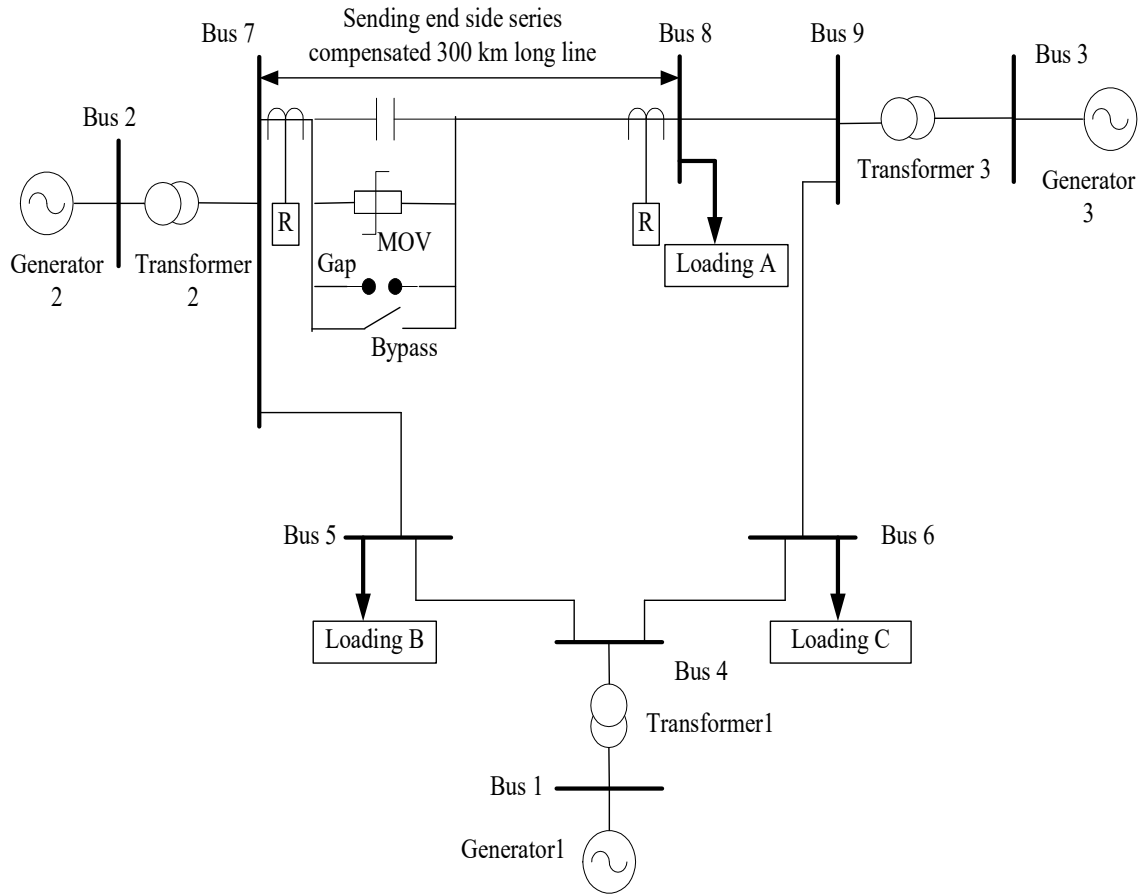 Sending end side series
compensated 300 km long line
Bus 7
Bus 8
Bus 9
Bus 3
Bus 2
R
MOV
Gap
Bypass
R
Loading A
Transformer 3
Generator
3
Generator
2
Transformer
2
Bus 5
Bus 6
Loading B
Loading C
Bus 4
Transformer1
Bus 1
Generator1